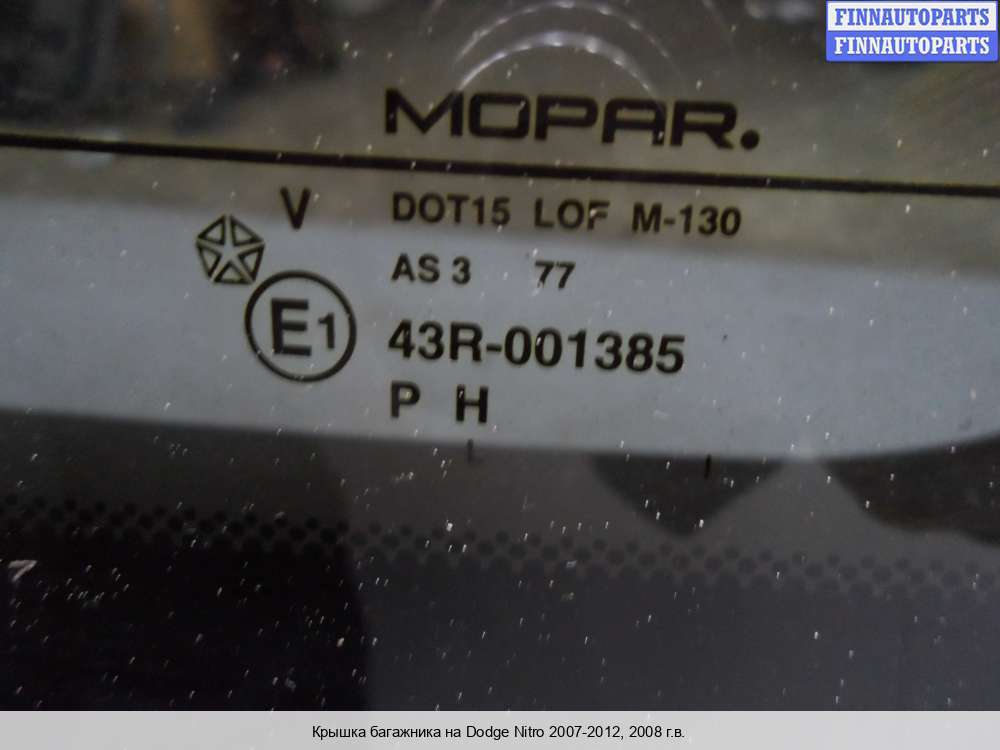 FINNAUTOPARTS
FINNAUTOPARTS
MOPAR.
V DOT15 LOF M-130
AS 3 77
E1 43R-001385
P H
Крышка багажника на Dodge Nitro 2007-2012, 2008 г.в.